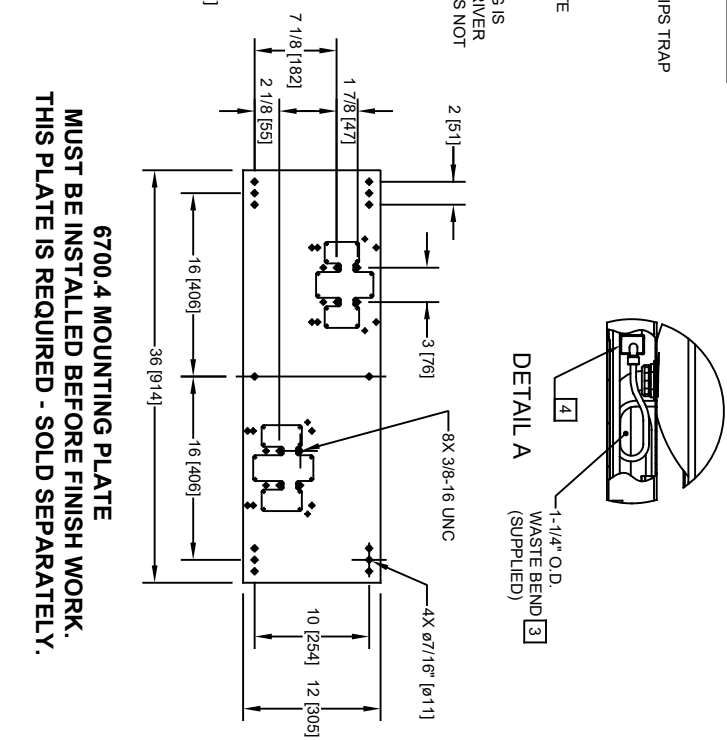 IPS TRAP
TE
IS
RIVER
S NOT
]
4
1-1/4" O.D.
WASTE BEND 3
(SUPPLIED)
DETAIL A
2 [51]
1 7/8 [47]
7 1/8 [182]
2 1/8 [55]
3 [76]
8X 3/8-16 UNC
4X ø7/16" [ø11]
16 [406]
16 [406]
36 [914]
10 [254]
12 [305]
6700.4 MOUNTING PLATE
MUST BE INSTALLED BEFORE FINISH WORK.
THIS PLATE IS REQUIRED - SOLD SEPARATELY.